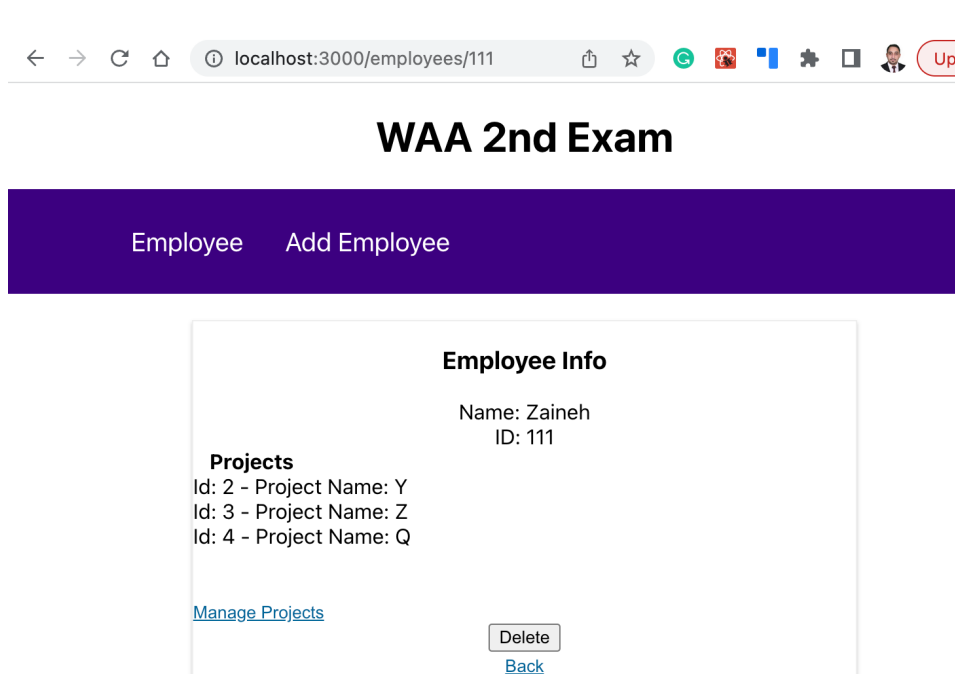 localhost:3000/employees/111
Up
WAA 2nd Exam
Employee Add Employee
Employee Info
Name: Zaineh
ID: 111
Projects
Id: 2 - Project Name: Y
Id: 3 - Project Name: Z
Id: 4 - Project Name: Q
Manage Projects
Delete
Back